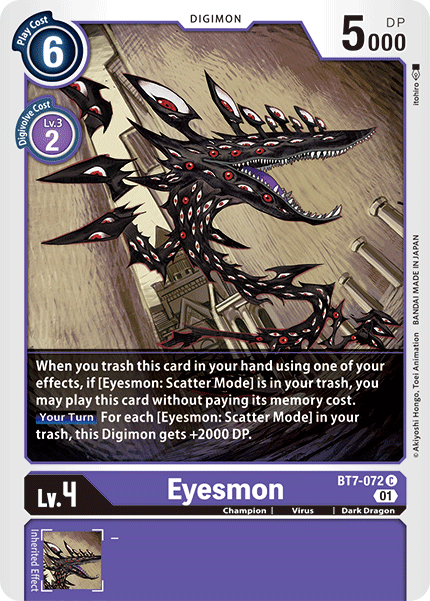 Play Cost
6
DIGIMON
DP
5000
Digivolve Cost
Lv.3
2
itohiro
© Akiyoshi Hongo, Toei Animation BANDAI MADE IN JAPAN
When you trash this card in your hand using one of your
effects, if [Eyesmon: Scatter Mode] is in your trash, you
may play this card without paying its memory cost.
Your Turn For each [Eyesmon: Scatter Mode] in your
trash, this Digimon gets +2000 DP.
Lv.4
Eyesmon
BT7-072 C
01
Champion | Virus | Dark Dragon
Inherited Effect
–